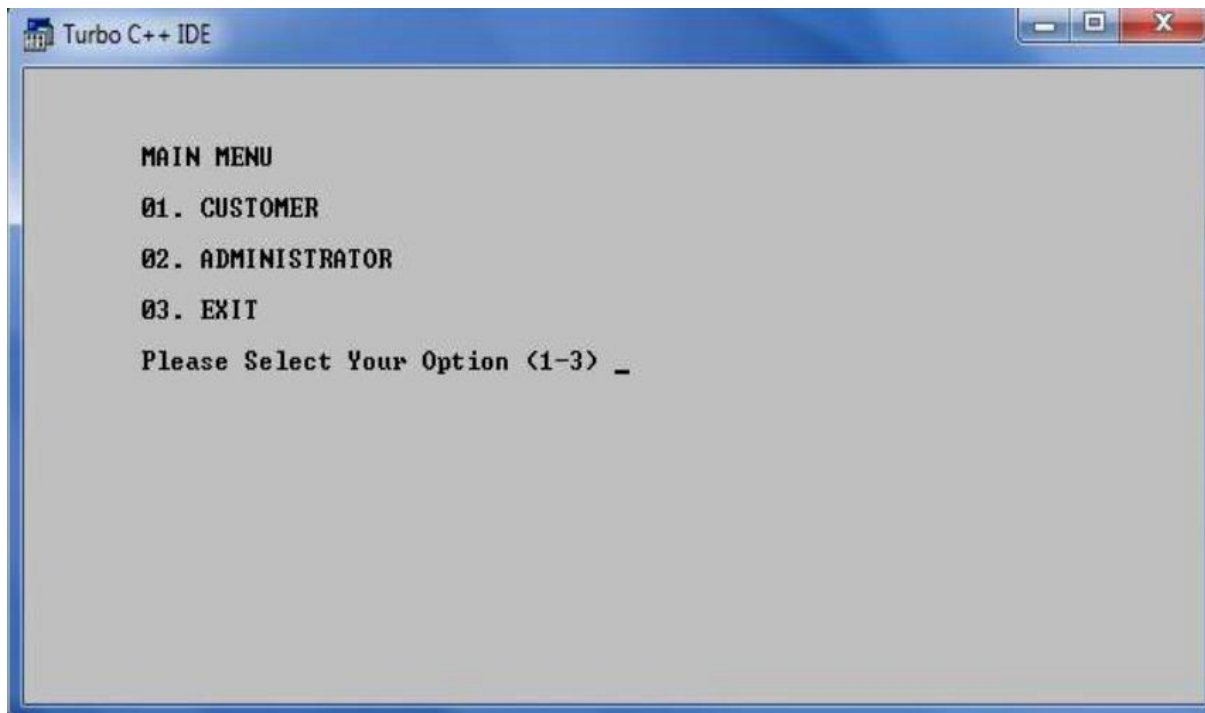 Turbo C++ IDE
MAIN MENU
01. CUSTOMER
02. ADMINISTRATOR
03. EXIT
Please Select Your Option (1-3) _